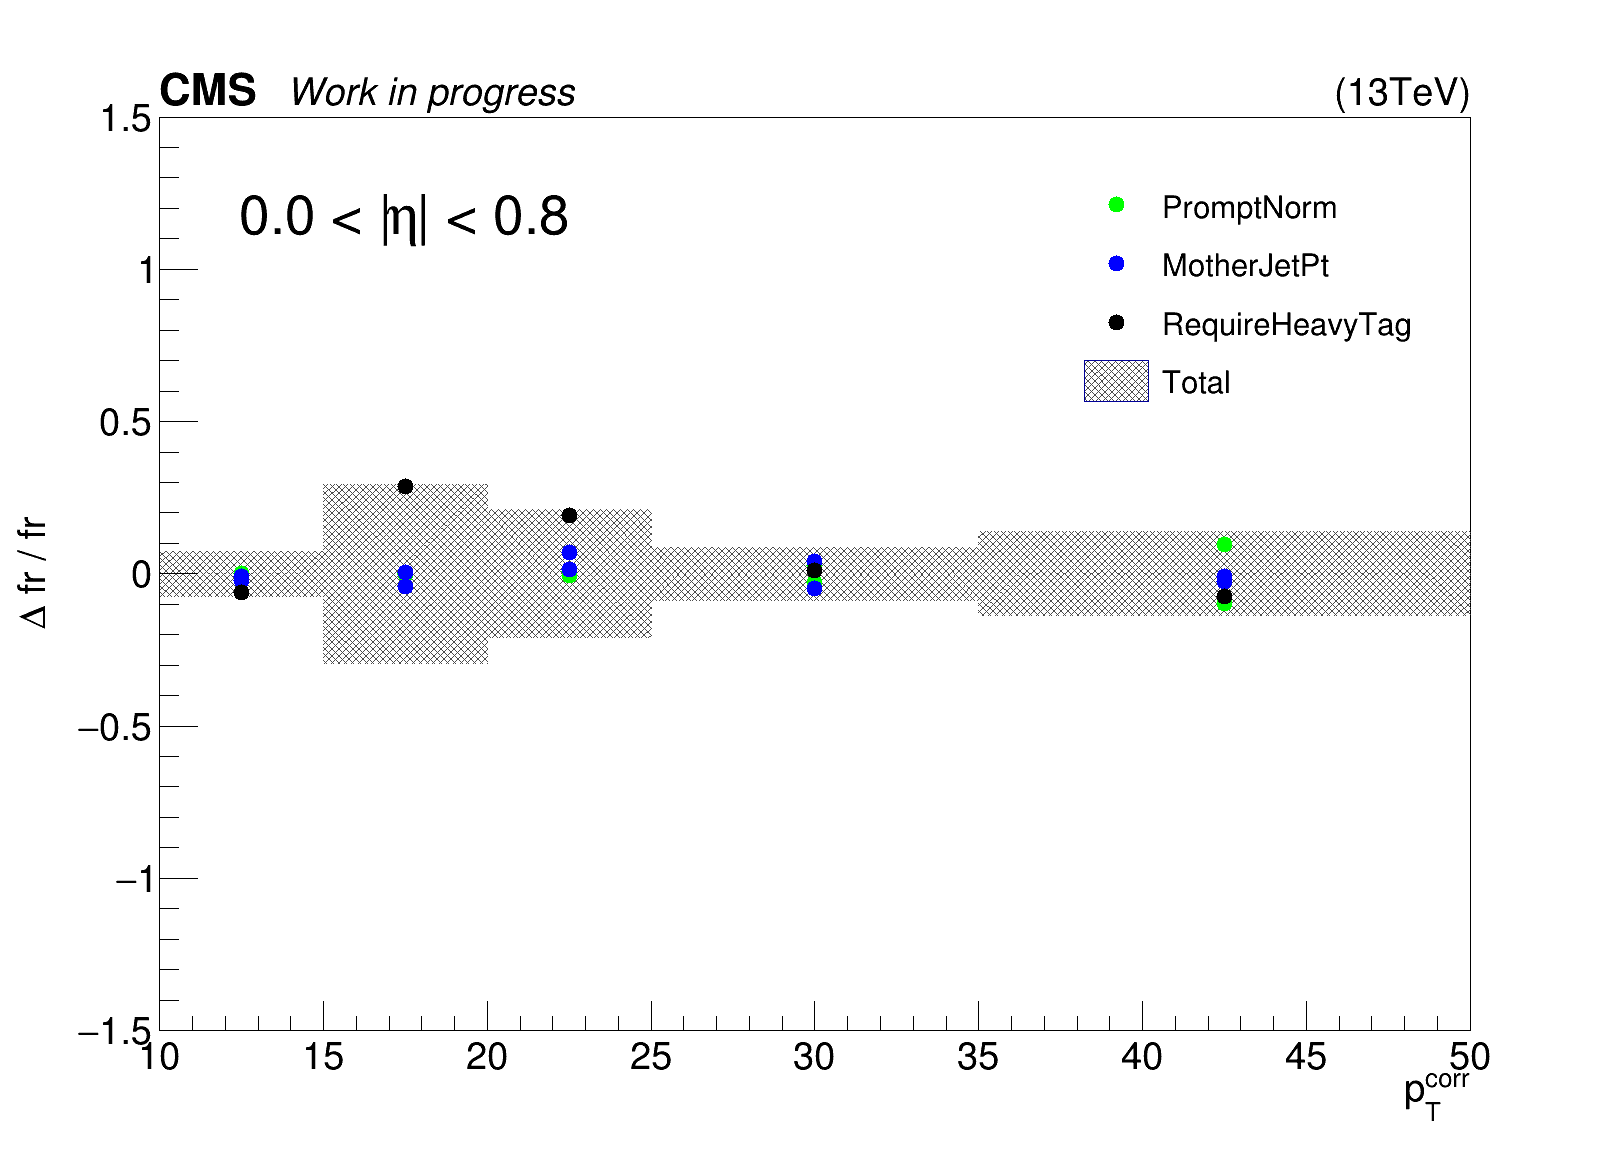 CMS Work in progress (13TeV)
0.0 < |η| < 0.8
PromptNorm
MotherJetPt
RequireHeavyTag
Total
Δ fr / fr
1.5
1
0.5
0
−0.5
−1
−1.5
10 15 20 25 30 35 40 45 50
p_T^corr